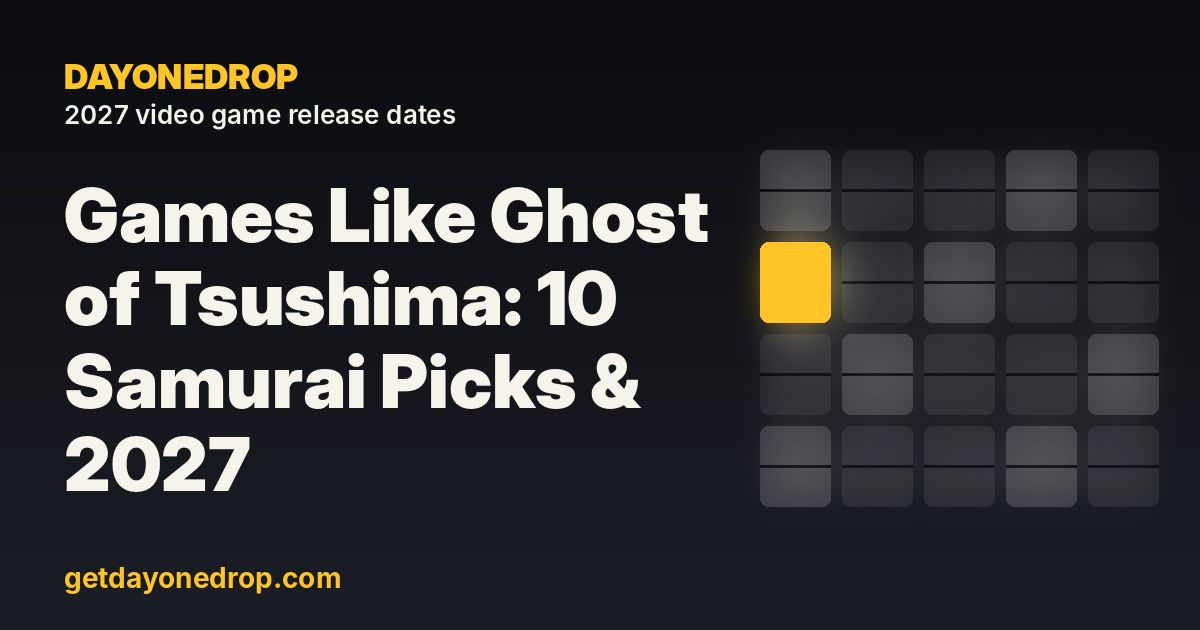 DAYONEDROP
2027 video game release dates
Games Like Ghost
of Tsushima: 10
Samurai Picks &
2027
getdayonedrop.com